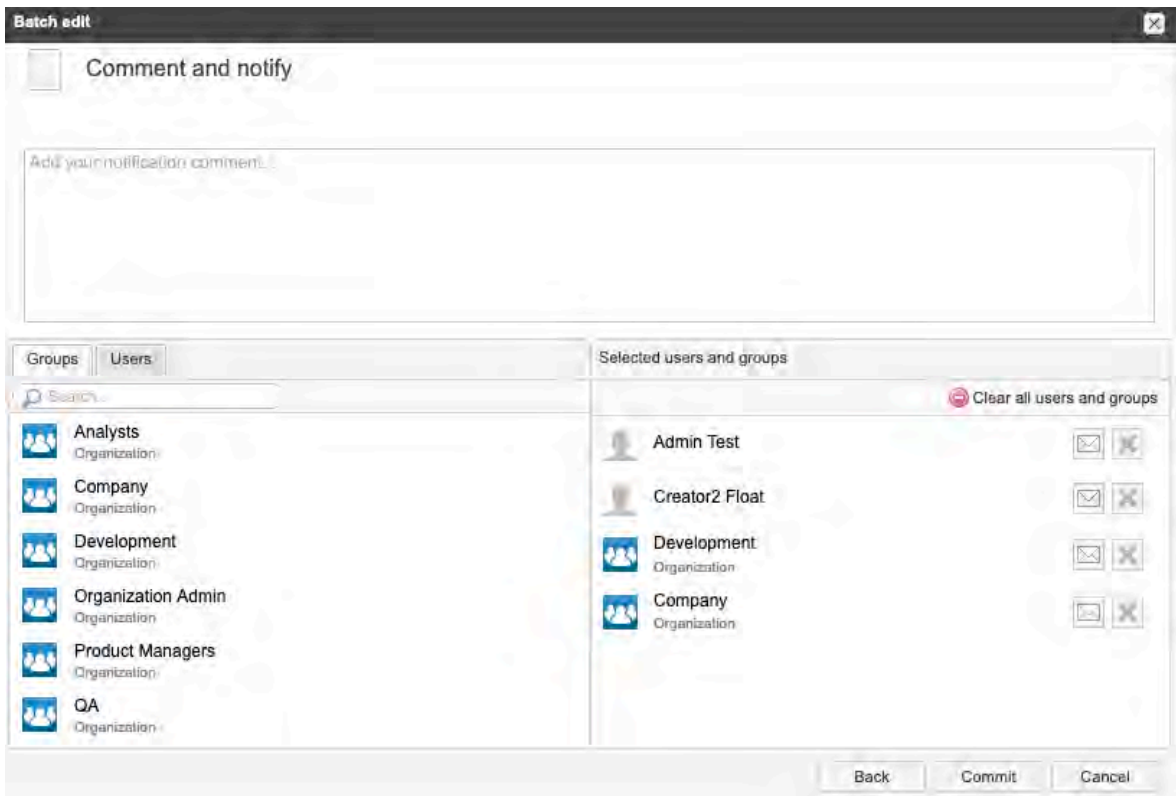 Batch edit
Comment and notify
Add your notification comment...
Groups
Users
Selected users and groups
Search...
Clear all users and groups
Analysts
Organization
Company
Organization
Development
Organization
Organization Admin
Organization
Product Managers
Organization
QA
Organization
Admin Test
Creator2 Float
Development
Organization
Company
Organization
Back
Commit
Cancel